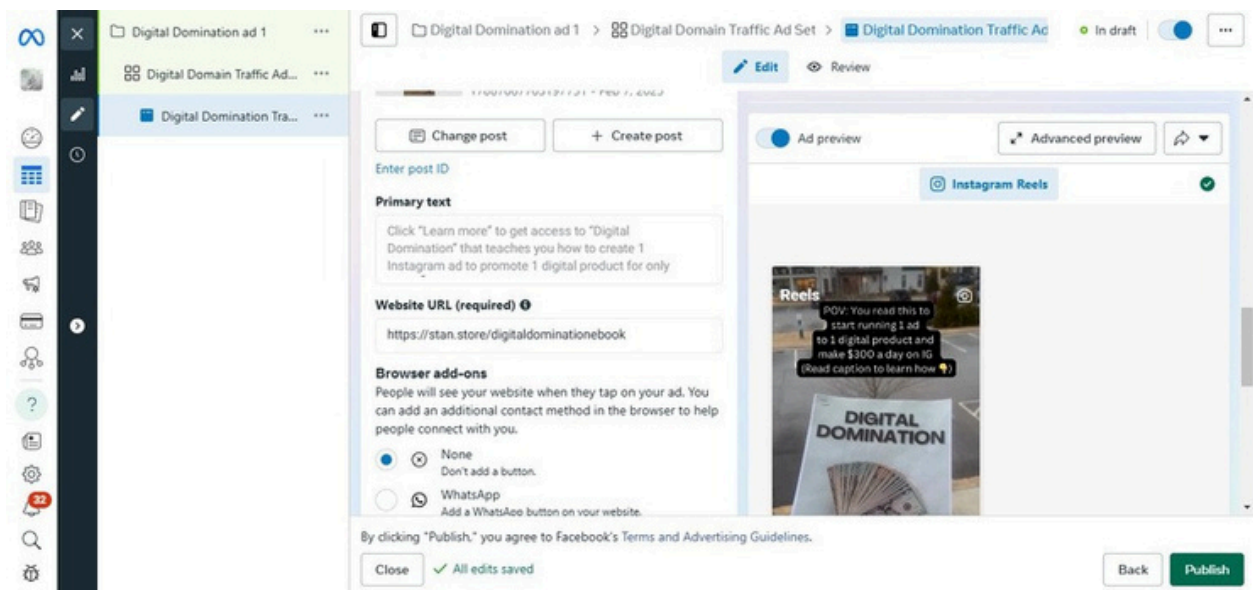 Digital Domination ad 1
Digital Domain Traffic Ad...
Digital Domination Tra...
32
Digital Domination ad 1 > Digital Domain Traffic Ad Set > Digital Domination Traffic Ad
In draft
Edit
Review
Change post
+ Create post
Enter post ID
Primary text
Click "Learn more" to get access to "Digital
Domination" that teaches you how to create 1
Instagram ad to promote 1 digital product for only
Website URL (required)
https://stan.store/digitaldominationebook
Browser add-ons
People will see your website when they tap on your ad. You
can add an additional contact method in the browser to help
people connect with you.
None
Don't add a button.
WhatsApp
Add a WhatsApp button on your website.
Ad preview
Advanced preview
Instagram Reels
Reels
POV: You read this to
start running 1 ad
to 1 digital product and
make $300 a day on IG
(Read caption to learn how 👇)
DIGITAL
DOMINATION
By clicking "Publish," you agree to Facebook's Terms and Advertising Guidelines.
Close
All edits saved
Back
Publish